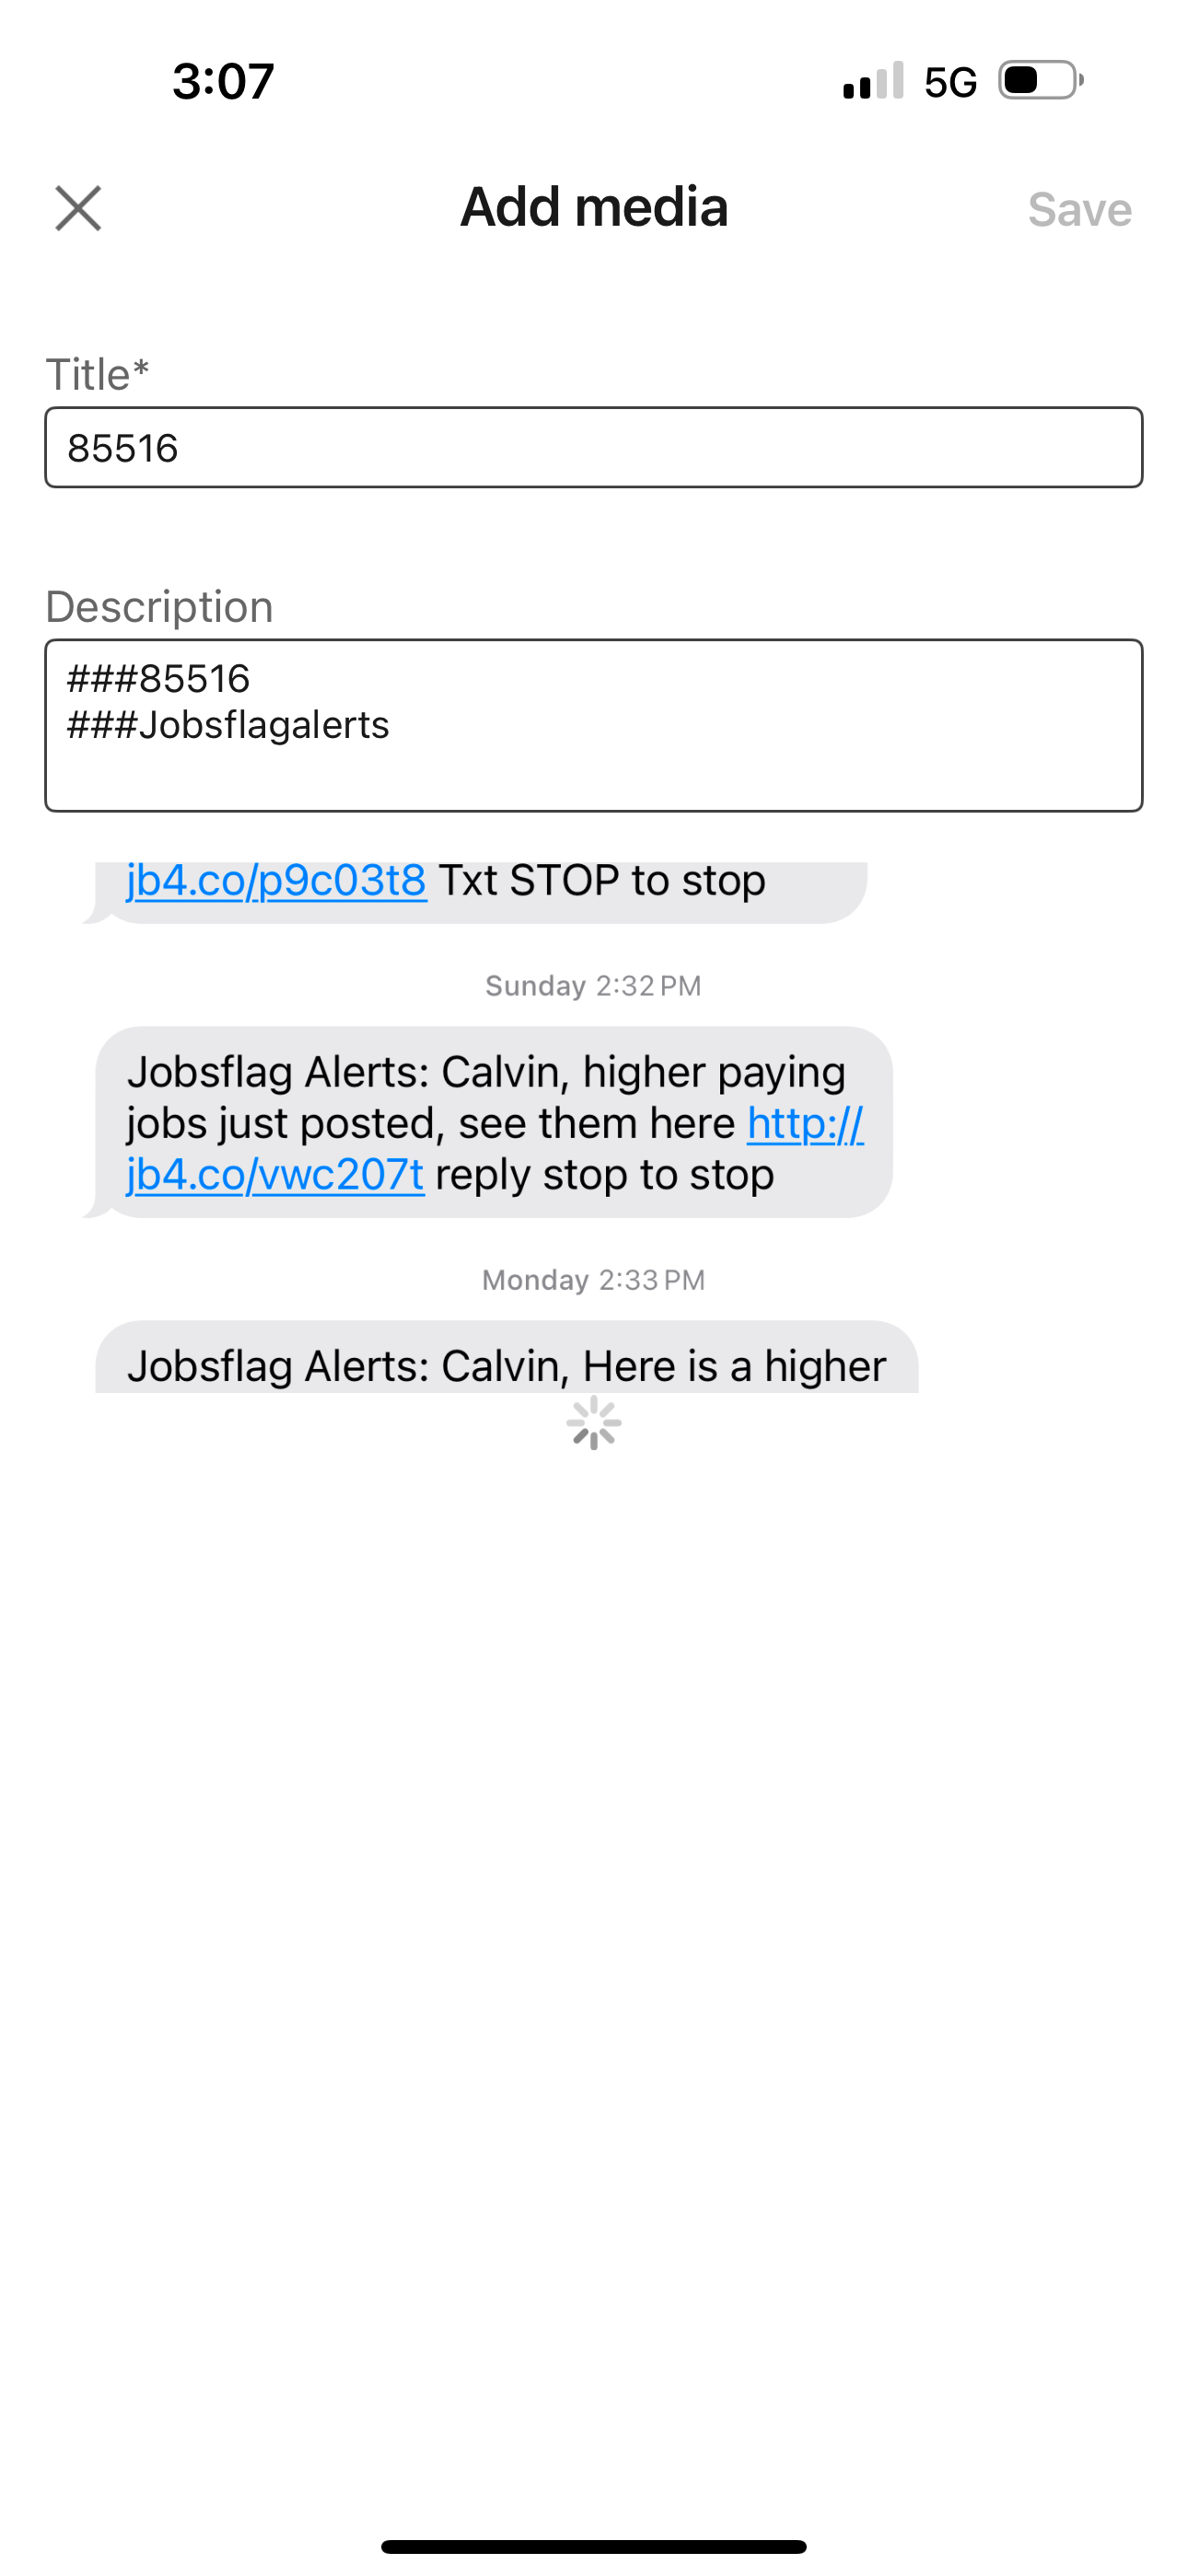 3:07
5G
Add media
Save
Title*
85516
Description
###85516
###Jobsflagalerts
jb4.co/p9c03t8 Txt STOP to stop
Sunday 2:32 PM
Jobsflag Alerts: Calvin, higher paying
jobs just posted, see them here http://
jb4.co/vwc207t reply stop to stop
Monday 2:33 PM
Jobsflag Alerts: Calvin, Here is a higher